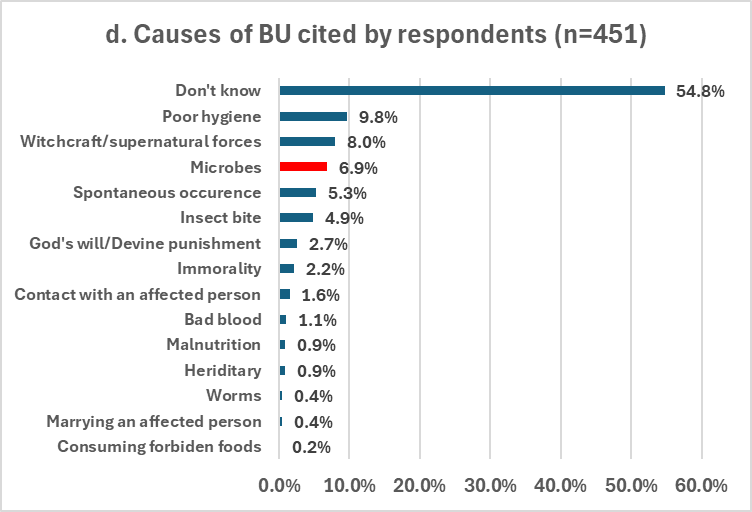 d. Causes of BU cited by respondents (n=451)
Don't know 54.8%
Poor hygiene 9.8%
Witchcraft/supernatural forces 8.0%
Microbes 6.9%
Spontaneous occurence 5.3%
Insect bite 4.9%
God's will/Devine punishment 2.7%
Immorality 2.2%
Contact with an affected person 1.6%
Bad blood 1.1%
Malnutrition 0.9%
Heriditary 0.9%
Worms 0.4%
Marrying an affected person 0.4%
Consuming forbiden foods 0.2%
0.0% 10.0% 20.0% 30.0% 40.0% 50.0% 60.0%